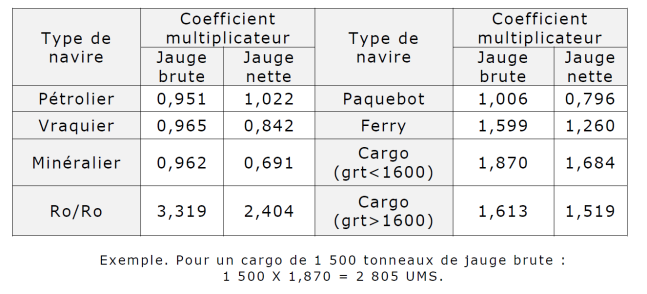 Type de navire | Coefficient multiplicateur | Type de navire | Coefficient multiplicateur
Jauge brute | Jauge nette | Jauge brute | Jauge nette
Pétrolier | 0,951 | 1,022 | Paquebot | 1,006 | 0,796
Vraquier | 0,965 | 0,842 | Ferry | 1,599 | 1,260
Minéralier | 0,962 | 0,691 | Cargo (grt<1600) | 1,870 | 1,684
Ro/Ro | 3,319 | 2,404 | Cargo (grt>1600) | 1,613 | 1,519
Exemple. Pour un cargo de 1 500 tonneaux de jauge brute :
1 500 X 1,870 = 2 805 UMS.